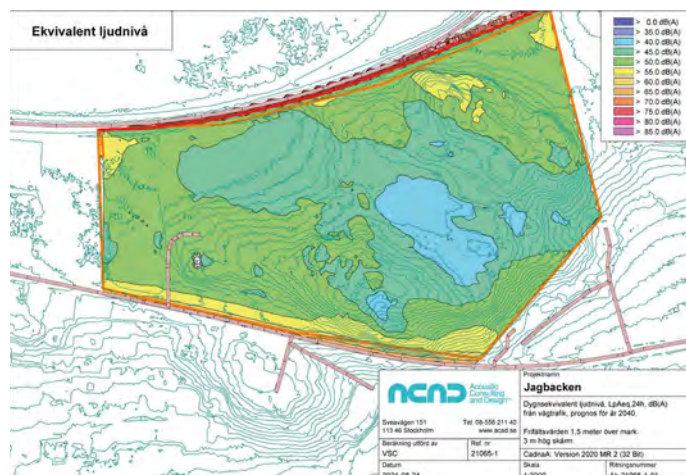 Ekvivalent ljudnivå
> 0.0 dB(A)
> 35.0 dB(A)
> 40.0 dB(A)
> 45.0 dB(A)
> 50.0 dB(A)
> 55.0 dB(A)
> 60.0 dB(A)
> 65.0 dB(A)
> 70.0 dB(A)
> 75.0 dB(A)
> 80.0 dB(A)
> 85.0 dB(A)
ACAD
Acoustic
Consulting
and Design
Sveavägen 151
113 46 Stockholm
Tel: 08-556 211 40
www.acad.se
Beräkning utförd av
VSC
Ref. nr
21065-1
Datum
Projektnamn
Jagbacken
Dygnsekvivalent ljudnivå, LpAeq,24h, dB(A)
från vägtrafik, prognos för år 2040.
Frifältsvärden 1,5 meter över mark.
3 m hög skärm.
CadnaA: Version 2020 MR 2 (32 Bit)
Skala
Ritningsnummer